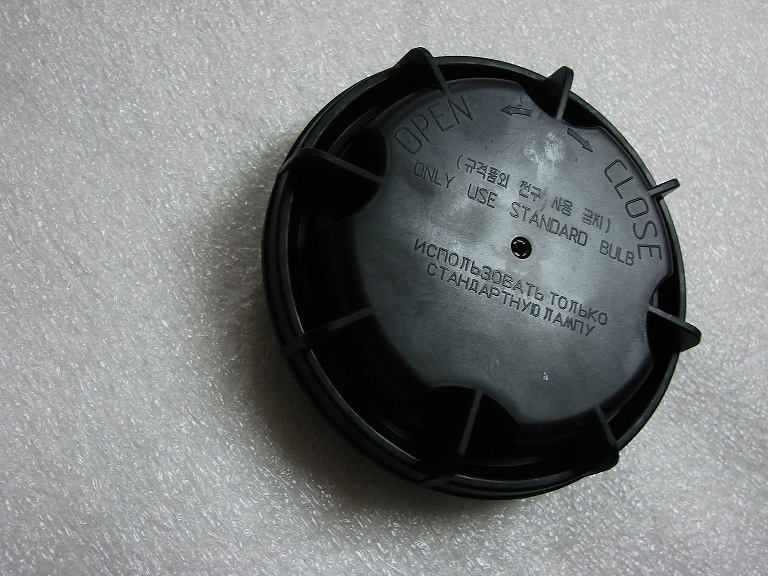 OPEN
CLOSE
(규격품외 전구 사용 금지)
ONLY USE STANDARD BULB
ИСПОЛЬЗОВАТЬ ТОЛЬКО
СТАНДАРТНУЮ ЛАМПУ